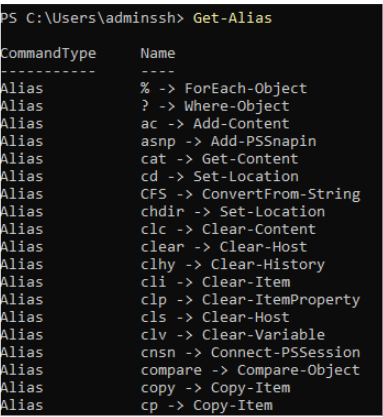 PS C:\Users\adminssh> Get-Alias
CommandType Name
----------- ----
Alias % -> ForEach-Object
Alias ? -> Where-Object
Alias ac -> Add-Content
Alias asnp -> Add-PSSnapin
Alias cat -> Get-Content
Alias cd -> Set-Location
Alias CFS -> ConvertFrom-String
Alias chdir -> Set-Location
Alias clc -> Clear-Content
Alias clear -> Clear-Host
Alias clhy -> Clear-History
Alias cli -> Clear-Item
Alias clp -> Clear-ItemProperty
Alias cls -> Clear-Host
Alias clv -> Clear-Variable
Alias cnsn -> Connect-PSSession
Alias compare -> Compare-Object
Alias copy -> Copy-Item
Alias cp -> Copy-Item